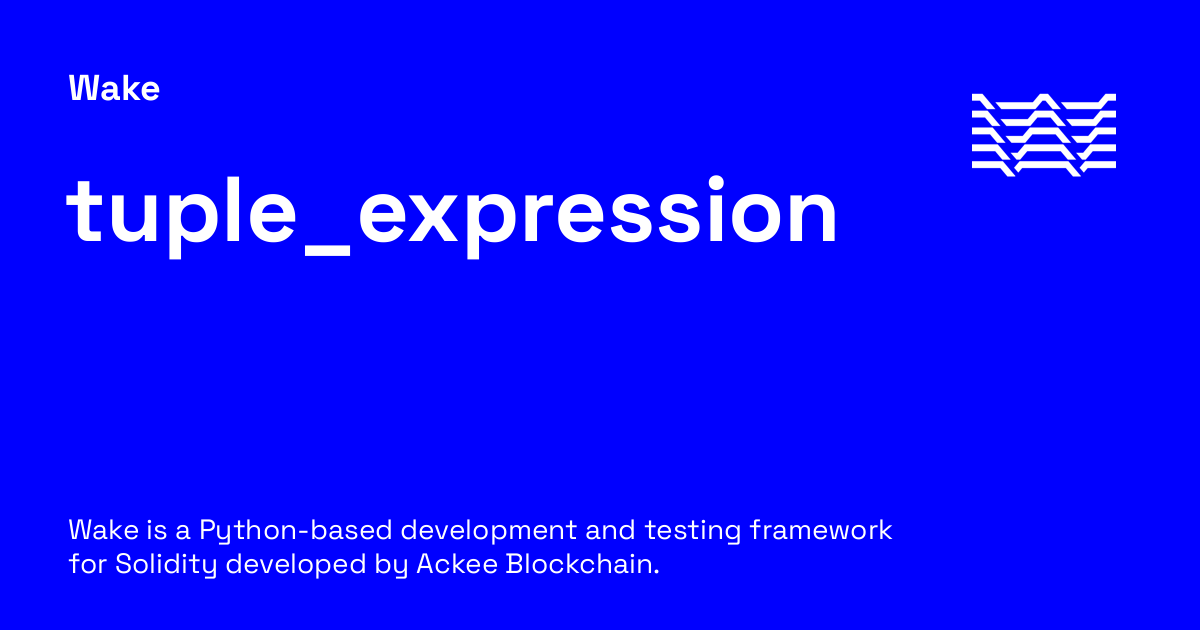 Wake
tuple_expression
Wake is a Python-based development and testing framework
for Solidity developed by Ackee Blockchain.